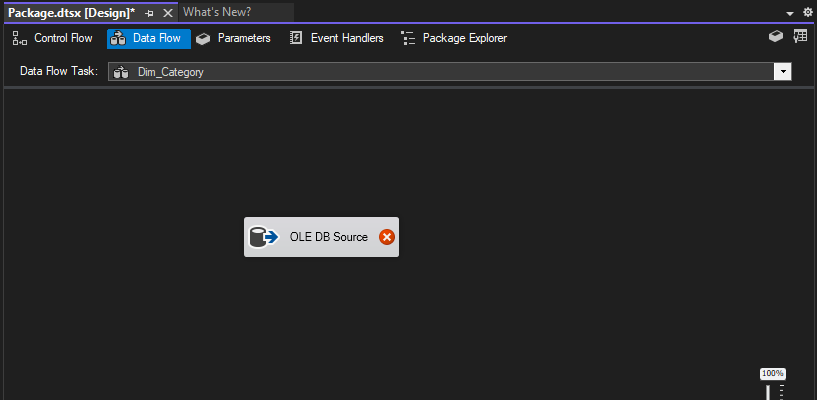 Package.dtsx [Design]* What's New?
Control Flow Data Flow Parameters Event Handlers Package Explorer
Data Flow Task: Dim_Category
OLE DB Source
100%